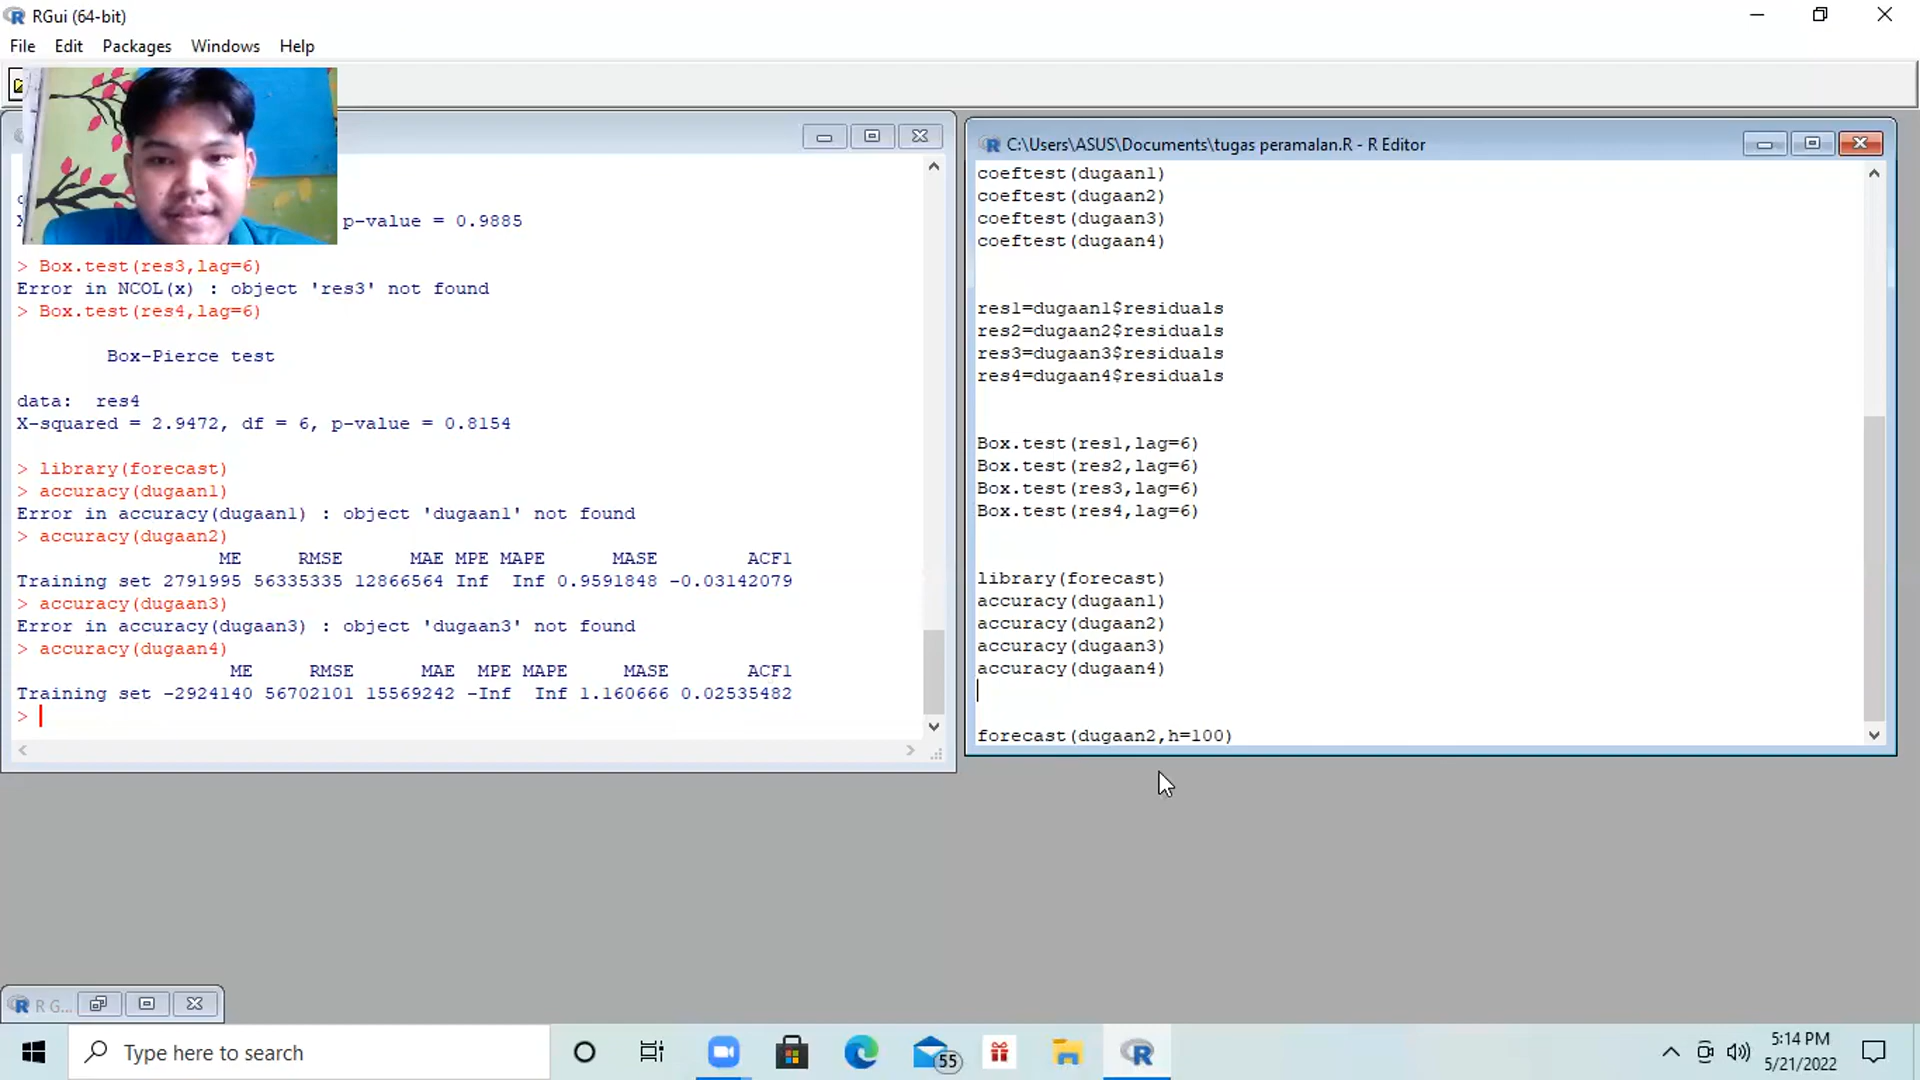 RGui (64-bit)
File Edit Packages Windows Help
p-value = 0.9885
> Box.test(res3,lag=6)
Error in NCOL(x) : object 'res3' not found
> Box.test(res4,lag=6)
Box-Pierce test
data: res4
X-squared = 2.9472, df = 6, p-value = 0.8154
> library(forecast)
> accuracy(dugaan1)
Error in accuracy(dugaan1) : object 'dugaan1' not found
> accuracy(dugaan2)
ME RMSE MAE MPE MAPE MASE ACF1
Training set 2791995 56335335 12866564 Inf Inf 0.9591848 -0.03142079
> accuracy(dugaan3)
Error in accuracy(dugaan3) : object 'dugaan3' not found
> accuracy(dugaan4)
ME RMSE MAE MPE MAPE MASE ACF1
Training set -2924140 56702101 15569242 -Inf Inf 1.160666 0.02535482
>
C:\Users\ASUS\Documents\tugas peramalan.R - R Editor
coeftest(dugaan1)
coeftest(dugaan2)
coeftest(dugaan3)
coeftest(dugaan4)
res1=dugaan1$residuals
res2=dugaan2$residuals
res3=dugaan3$residuals
res4=dugaan4$residuals
Box.test(res1,lag=6)
Box.test(res2,lag=6)
Box.test(res3,lag=6)
Box.test(res4,lag=6)
library(forecast)
accuracy(dugaan1)
accuracy(dugaan2)
accuracy(dugaan3)
accuracy(dugaan4)
forecast(dugaan2,h=100)
R G...
Type here to search
55
5:14 PM
5/21/2022